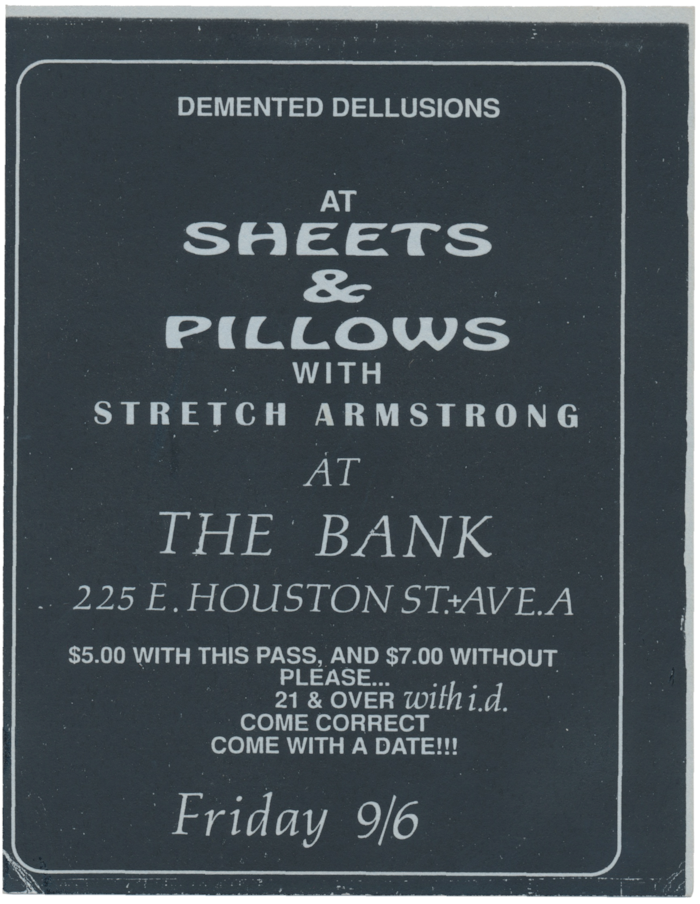 DEMENTED DELLUSIONS
AT
SHEETS
&
PILLOWS
WITH
STRETCH ARMSTRONG
AT
THE BANK
225 E. HOUSTON ST.+AVE.A
$5.00 WITH THIS PASS, AND $7.00 WITHOUT
PLEASE...
21 & OVER with i.d.
COME CORRECT
COME WITH A DATE!!!
Friday 9/6